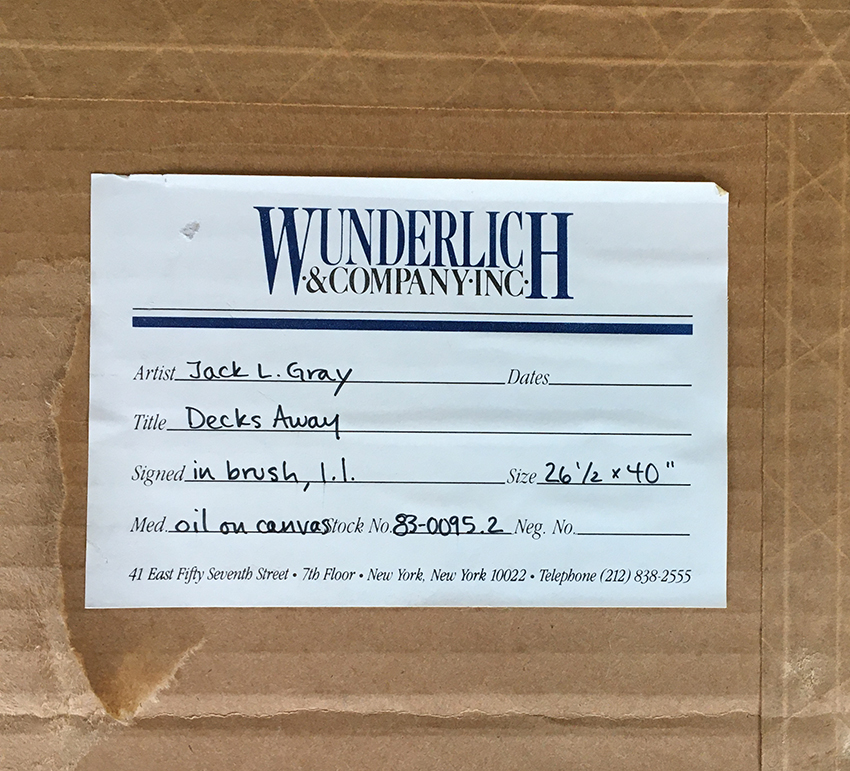 WUNDERLICH
·&COMPANY·INC·
Artist Jack L. Gray Dates
Title Decks Away
Signed in brush, l.l. Size 26 1/2 x 40"
Med. oil on canvas Stock No. 83-0095.2 Neg. No.
41 East Fifty Seventh Street • 7th Floor • New York, New York 10022 • Telephone (212) 838-2555